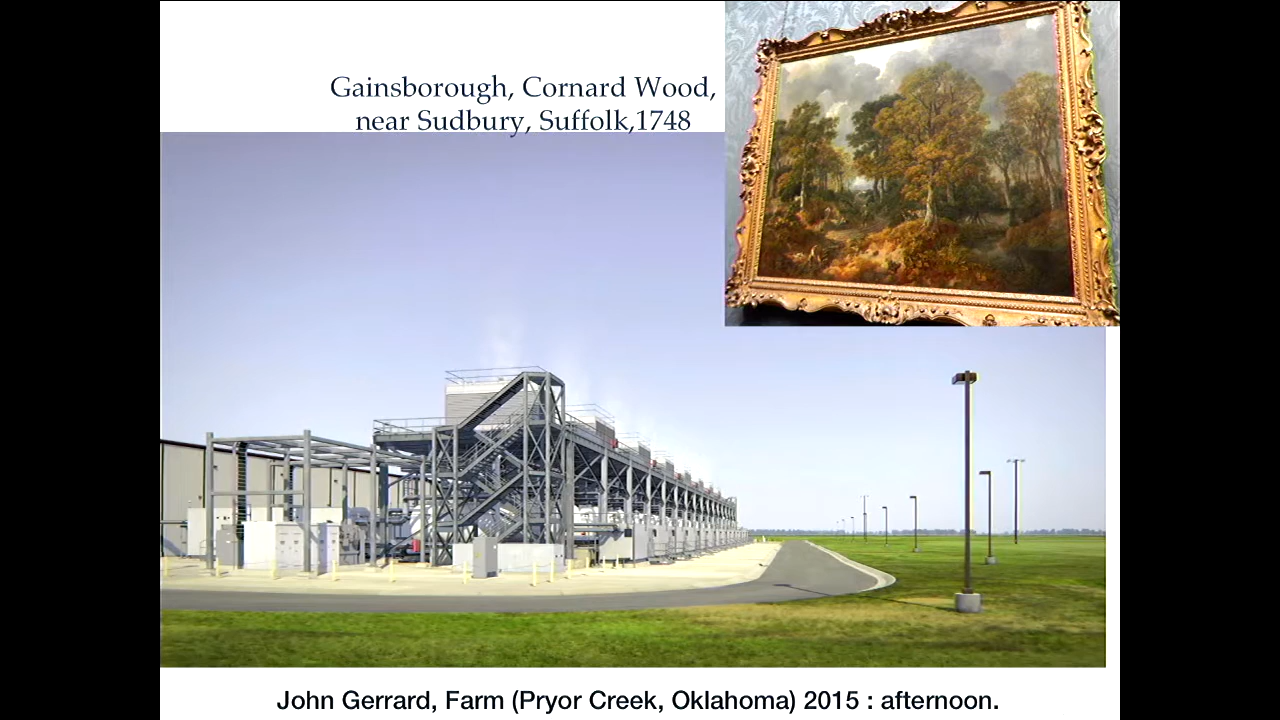 Gainsborough, Cornard Wood,
near Sudbury, Suffolk,1748
John Gerrard, Farm (Pryor Creek, Oklahoma) 2015 : afternoon.